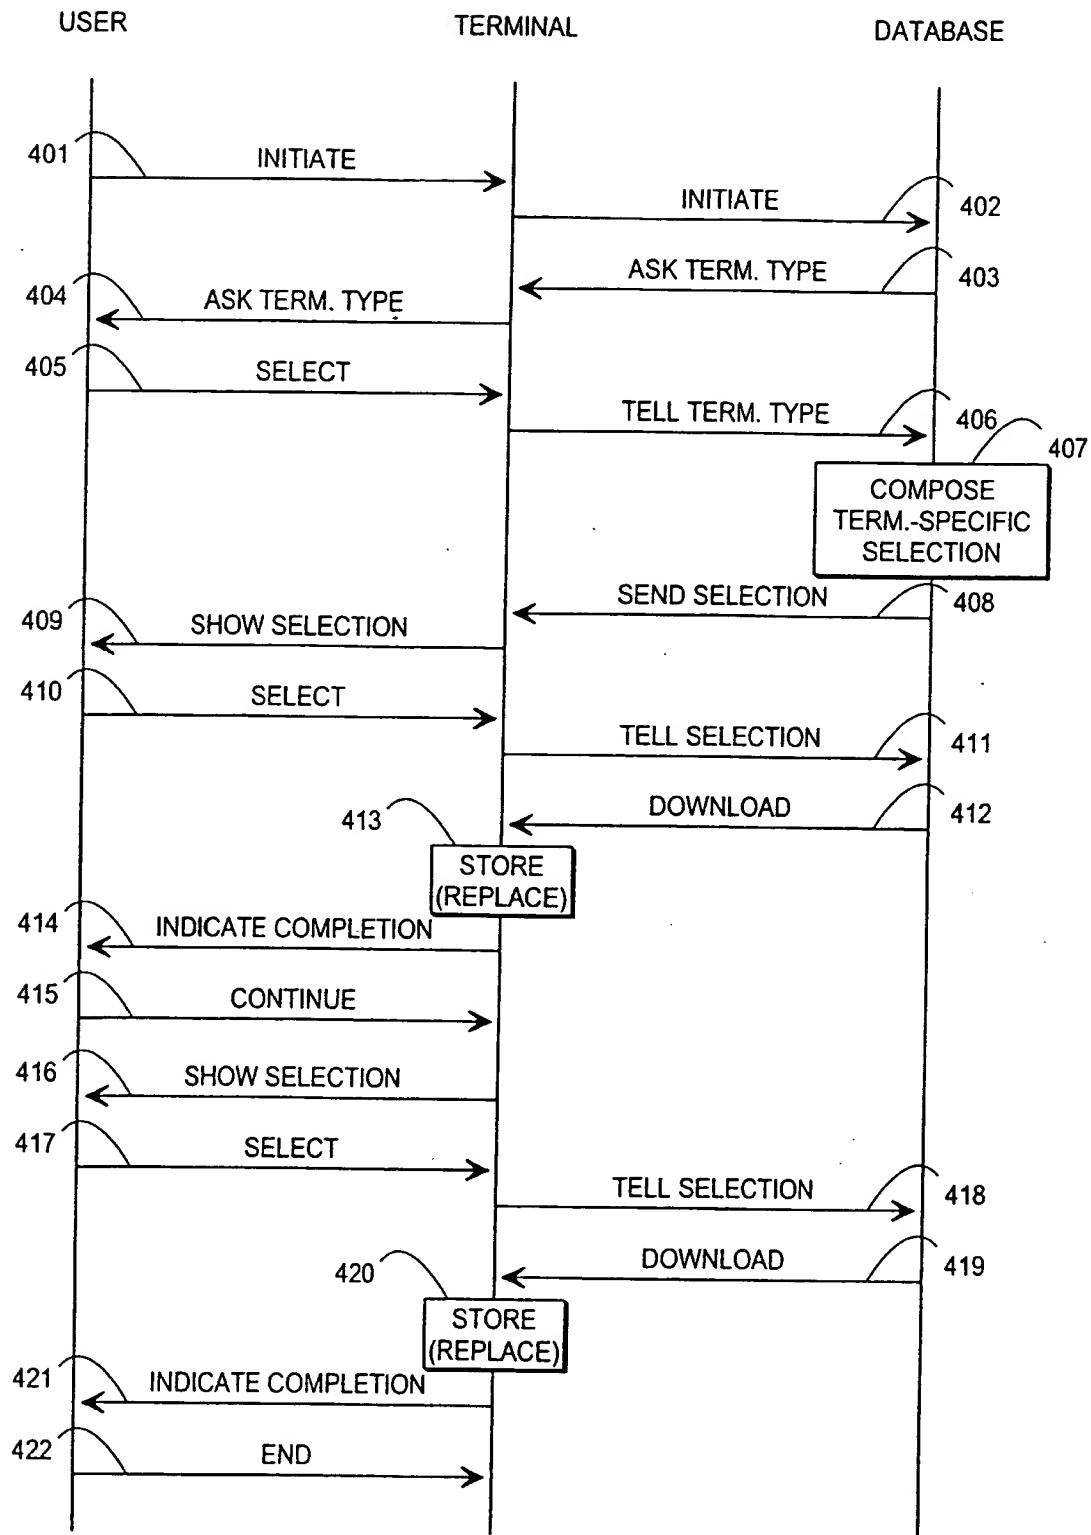 USER
TERMINAL
DATABASE
401
INITIATE
INITIATE
402
ASK TERM. TYPE
403
404
ASK TERM. TYPE
405
SELECT
TELL TERM. TYPE
406
407
COMPOSE
TERM.-SPECIFIC
SELECTION
SEND SELECTION
408
409
SHOW SELECTION
410
SELECT
TELL SELECTION
411
DOWNLOAD
412
413
STORE
(REPLACE)
414
INDICATE COMPLETION
415
CONTINUE
416
SHOW SELECTION
417
SELECT
TELL SELECTION
418
DOWNLOAD
419
420
STORE
(REPLACE)
421
INDICATE COMPLETION
422
END